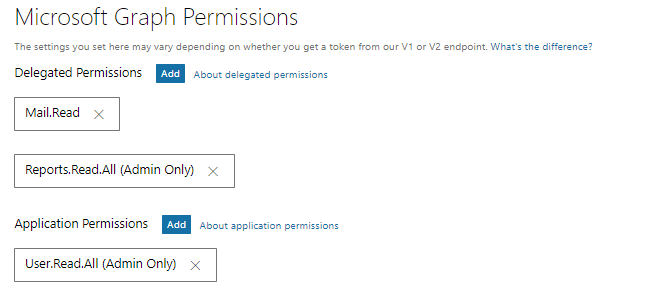 Microsoft Graph Permissions
The settings you set here may vary depending on whether you get a token from our V1 or V2 endpoint. What's the difference?
Delegated Permissions Add About delegated permissions
Mail.Read
Reports.Read.All (Admin Only)
Application Permissions Add About application permissions
User.Read.All (Admin Only)